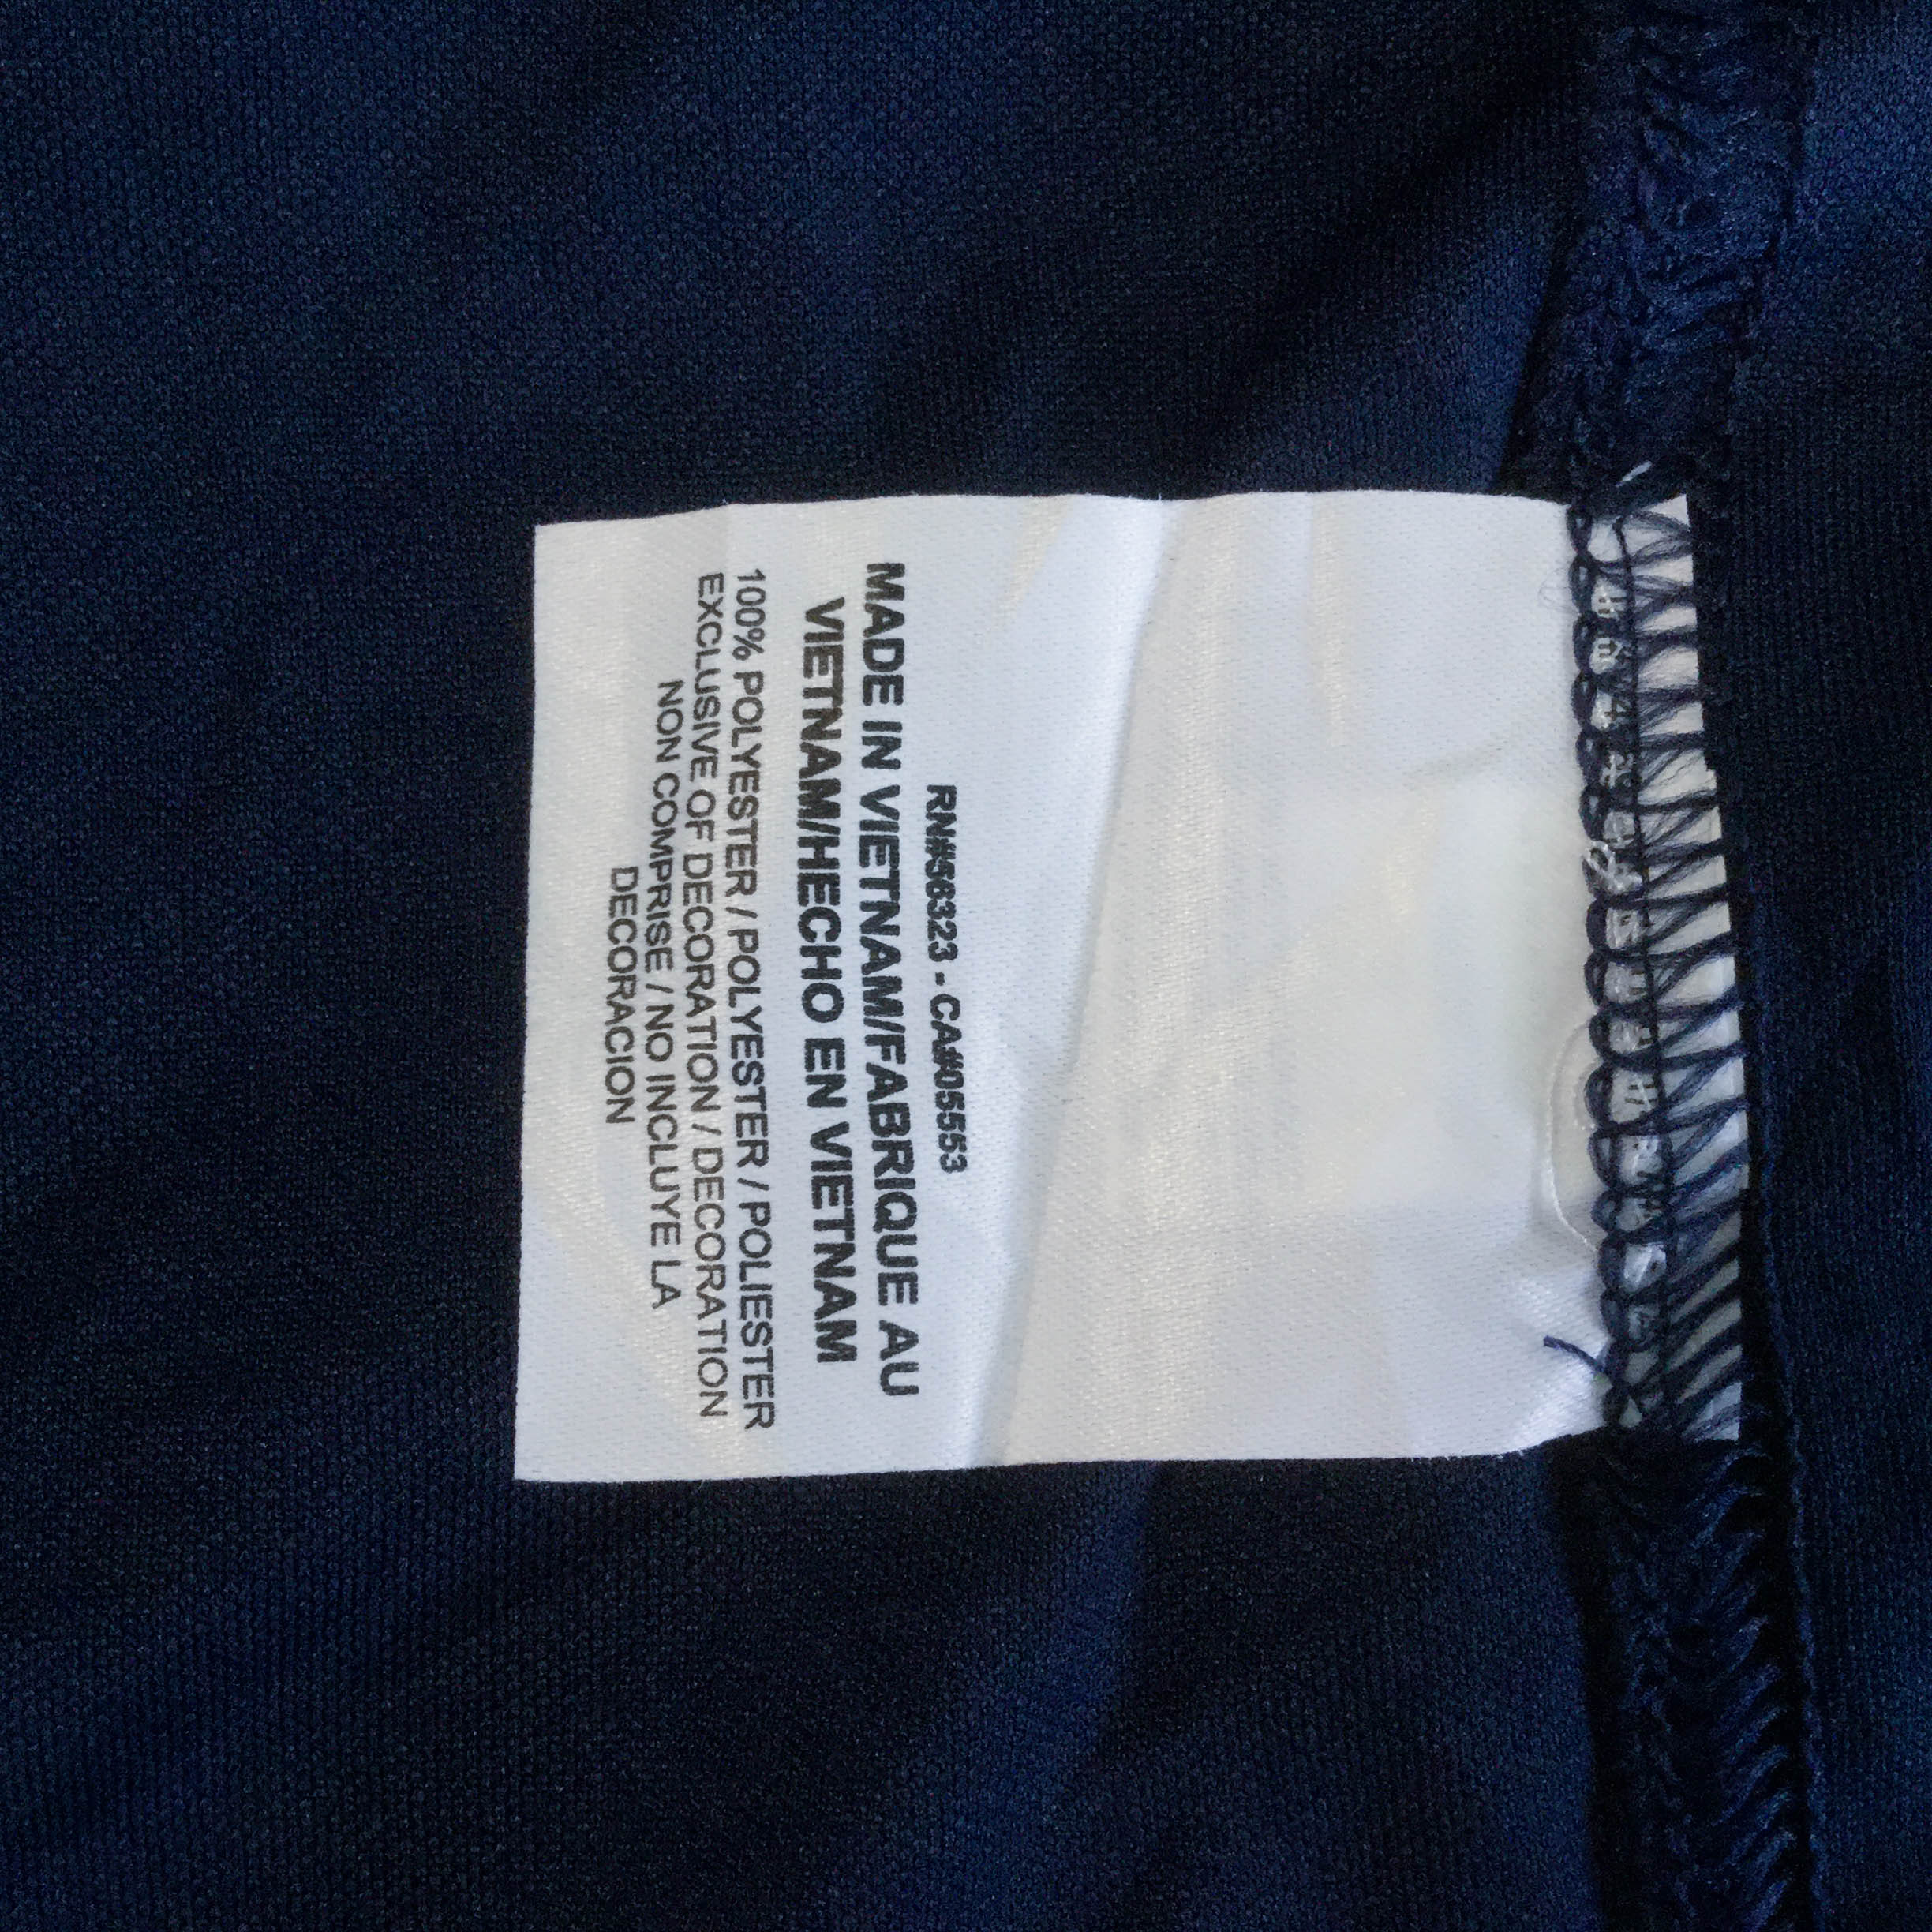 RN#56323 - CA#05553
MADE IN VIETNAM/FABRIQUE AU
VIETNAM/HECHO EN VIETNAM
100% POLYESTER / POLYESTER / POLIESTER
EXCLUSIVE OF DECORATION / DECORATION
NON COMPRISE / NO INCLUYE LA
DECORACION